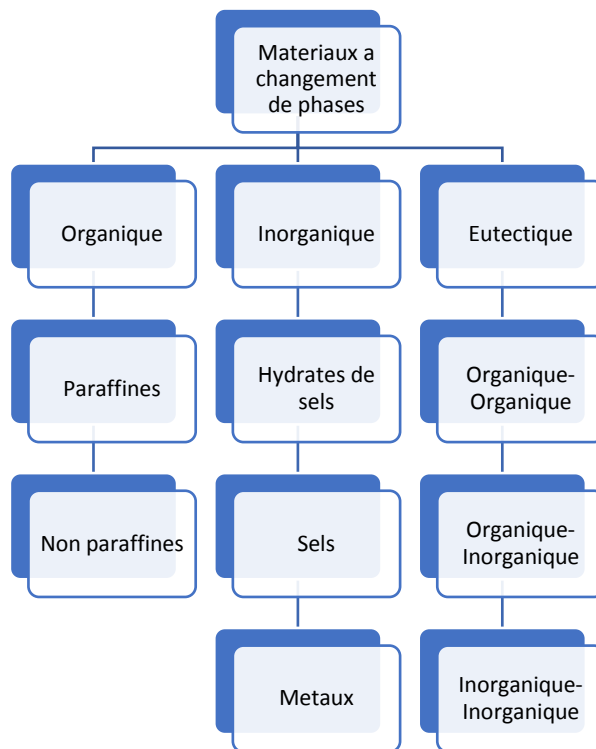 Materiaux a
changement
de phases
Organique
Inorganique
Eutectique
Paraffines
Hydrates de
sels
Organique-
Organique
Non paraffines
Sels
Organique-
Inorganique
Metaux
Inorganique-
Inorganique